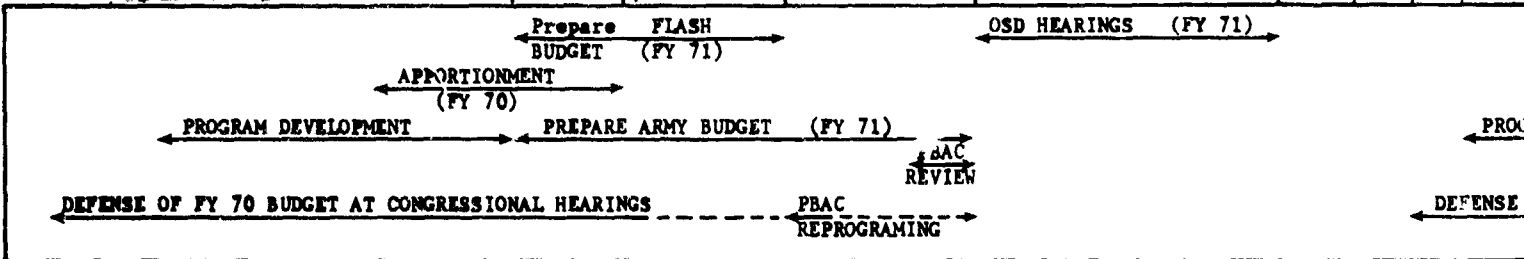 Prepare FLASH
BUDGET (FY 71)
OSD HEARINGS (FY 71)
APPORTIONMENT
(FY 70)
PROGRAM DEVELOPMENT
PREPARE ARMY BUDGET (FY 71)
PBAC
REVIEW
DEFENSE OF FY 70 BUDGET AT CONGRESSIONAL HEARINGS
PBAC
REPROGRAMING
DEFENSE